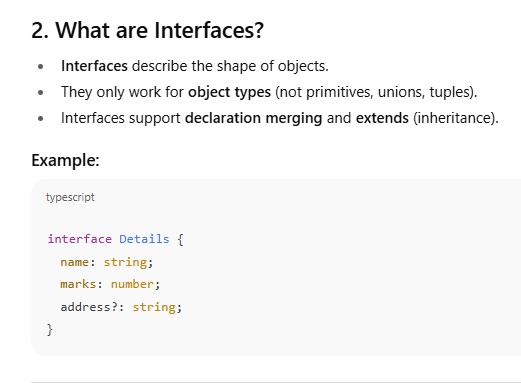 2. What are Interfaces?
Interfaces describe the shape of objects.
They only work for object types (not primitives, unions, tuples).
Interfaces support declaration merging and extends (inheritance).
Example:
typescript
interface Details {
name: string;
marks: number;
address?: string;
}